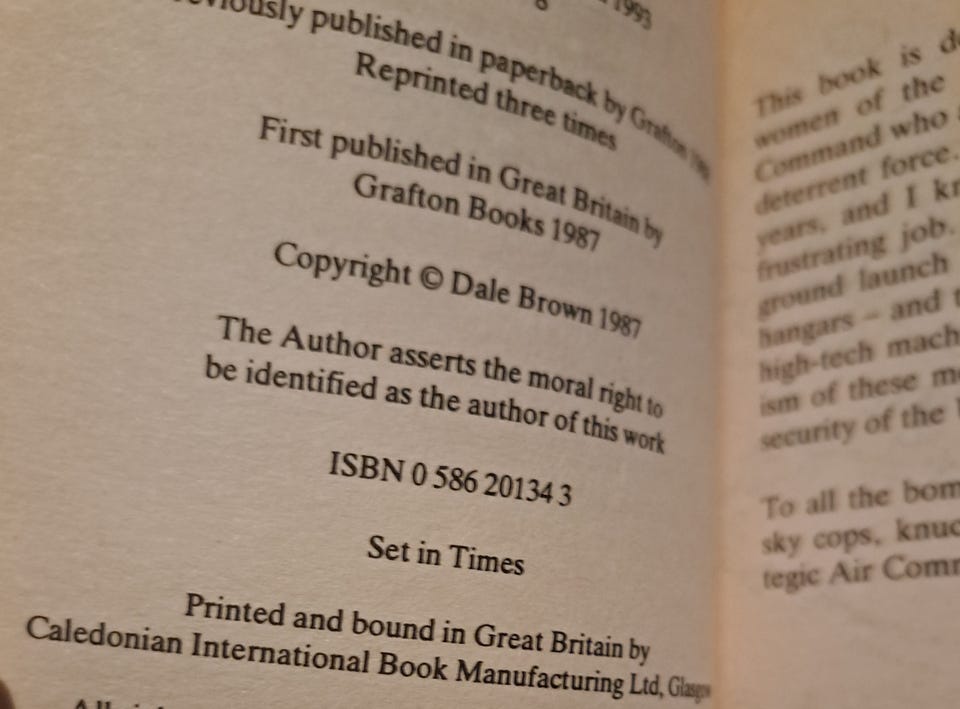 1993
8
published in paperback by Grafton
Reprinted three times
First published in Great Britain by
Grafton Books 1987
Copyright © Dale Brown 1987
The Author asserts the moral right to
be identified as the author of this work
ISBN 0 586 20134 3
Set in Times
Printed and bound in Great Britain by
Caledonian International Book Manufacturing Ltd, Glasgow
This book is
women of the
Command who
deterrent force.
years, and I
frustrating job.
ground launch
hangars – and
high-tech
ism of these
security of the
To all the
sky cops,
tegic Air